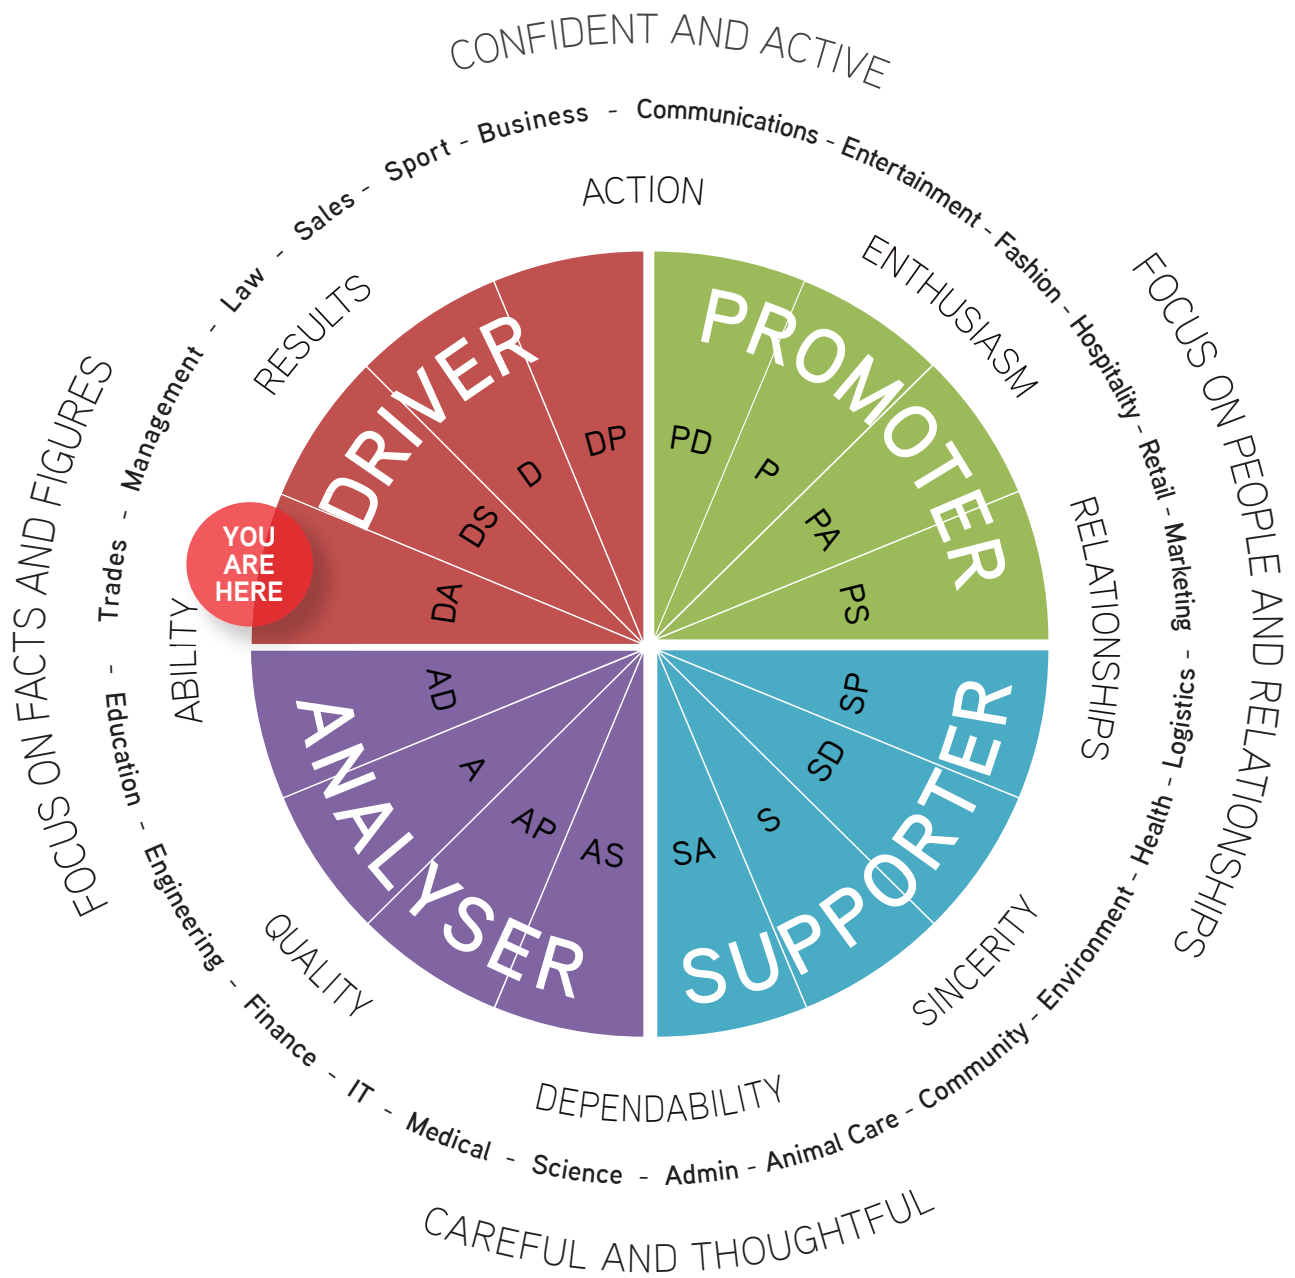 CONFIDENT AND ACTIVE
Business - Communications - Entertainment - Fashion - Hospitality - Retail - Marketing - Logistics - Health - Environment - Community - Animal Care - Admin - Science - Medical - IT - Finance - Engineering - Education - Trades - Management - Law - Sales - Sport -
ACTION
ENTHUSIASM
RELATIONSHIPS
SINCERITY
DEPENDABILITY
QUALITY
ABILITY
RESULTS
FOCUS ON PEOPLE AND RELATIONSHIPS
CAREFUL AND THOUGHTFUL
FOCUS ON FACTS AND FIGURES
DRIVER
DP
D
DS
DA
YOU
ARE
HERE
PROMOTER
PD
P
PA
PS
SUPPORTER
SP
SD
S
SA
ANALYSER
AD
A
AP
AS